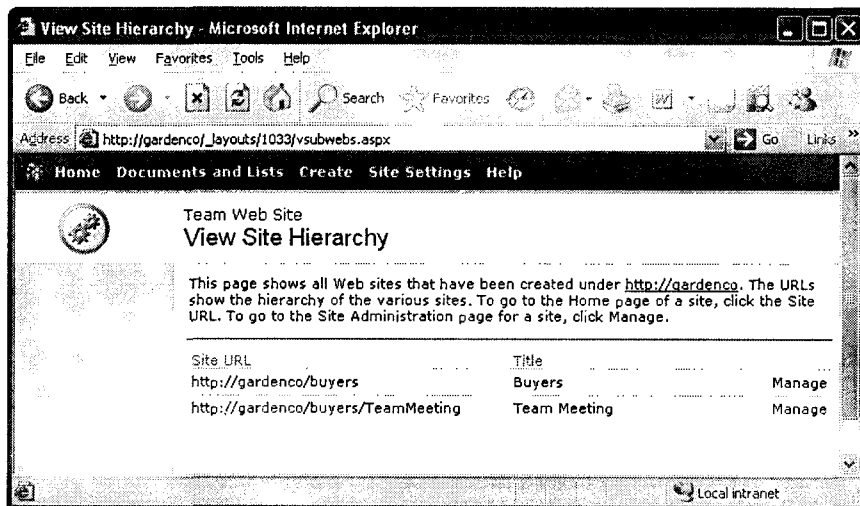 View Site Hierarchy - Microsoft Internet Explorer
File Edit View Favorites Tools Help
Back Search Favorites
Address http://gardenco/_layouts/1033/vsubwebs.aspx Go Links »
Home Documents and Lists Create Site Settings Help
Team Web Site
View Site Hierarchy
This page shows all Web sites that have been created under http://gardenco. The URLs
show the hierarchy of the various sites. To go to the Home page of a site, click the Site
URL. To go to the Site Administration page for a site, click Manage.
Site URL Title
http://gardenco/buyers Buyers Manage
http://gardenco/buyers/TeamMeeting Team Meeting Manage
Local intranet